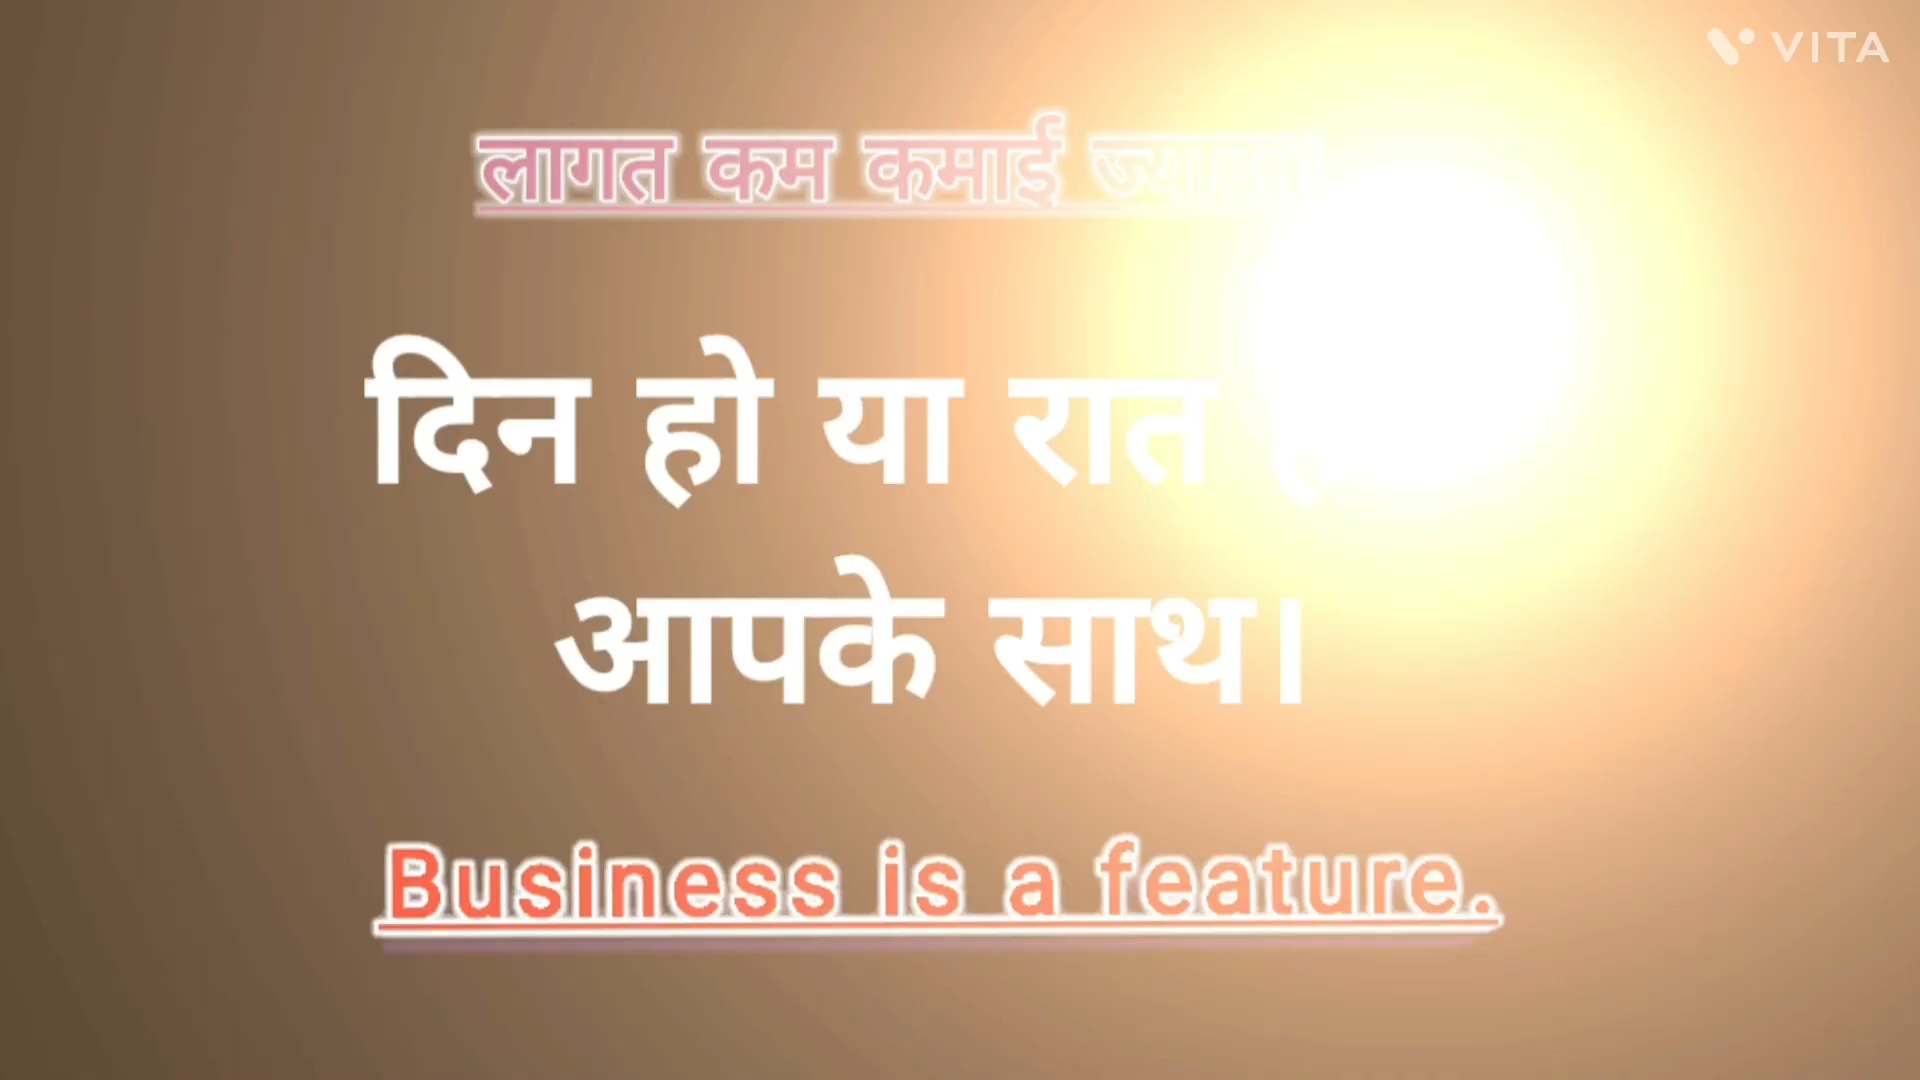 VITA
लागत कम कमाई ज्यादा
दिन हो या रात
आपके साथ।
Business is a feature.